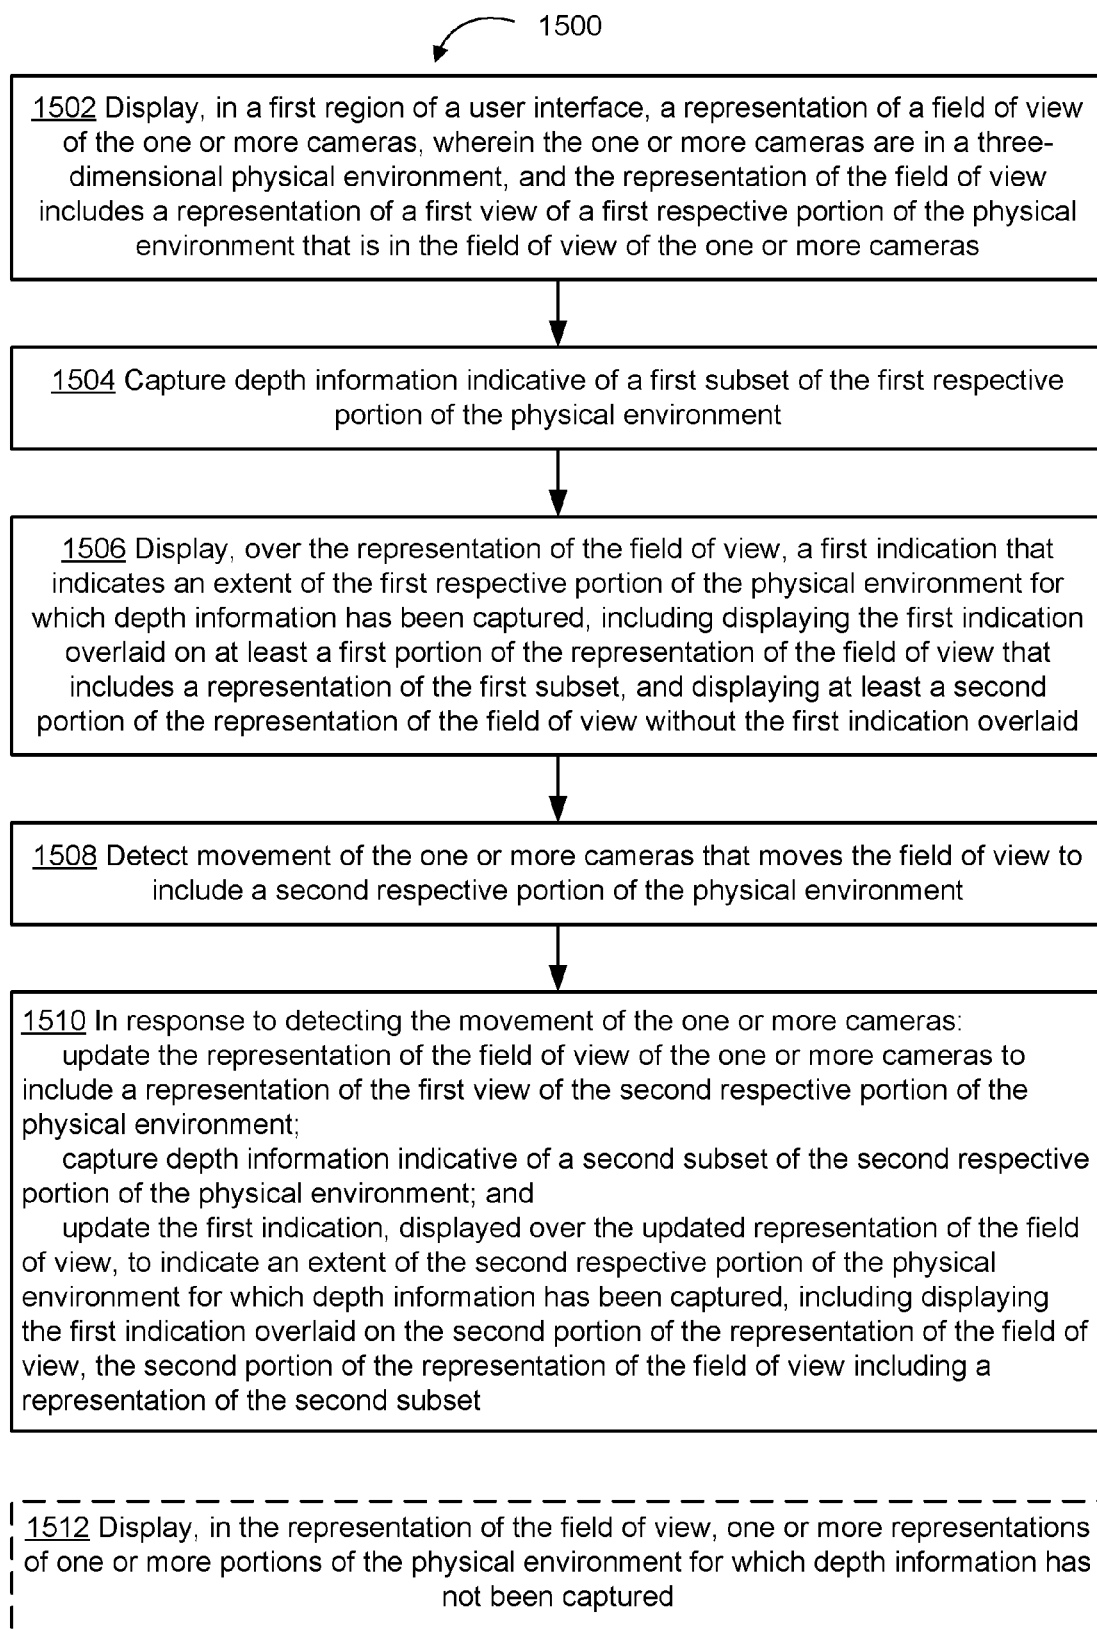 1500
1502 Display, in a first region of a user interface, a representation of a field of view
of the one or more cameras, wherein the one or more cameras are in a three-
dimensional physical environment, and the representation of the field of view
includes a representation of a first view of a first respective portion of the physical
environment that is in the field of view of the one or more cameras
1504 Capture depth information indicative of a first subset of the first respective
portion of the physical environment
1506 Display, over the representation of the field of view, a first indication that
indicates an extent of the first respective portion of the physical environment for
which depth information has been captured, including displaying the first indication
overlaid on at least a first portion of the representation of the field of view that
includes a representation of the first subset, and displaying at least a second
portion of the representation of the field of view without the first indication overlaid
1508 Detect movement of the one or more cameras that moves the field of view to
include a second respective portion of the physical environment
1510 In response to detecting the movement of the one or more cameras:
update the representation of the field of view of the one or more cameras to
include a representation of the first view of the second respective portion of the
physical environment;
capture depth information indicative of a second subset of the second respective
portion of the physical environment; and
update the first indication, displayed over the updated representation of the field
of view, to indicate an extent of the second respective portion of the physical
environment for which depth information has been captured, including displaying
the first indication overlaid on the second portion of the representation of the field of
view, the second portion of the representation of the field of view including a
representation of the second subset
1512 Display, in the representation of the field of view, one or more representations
of one or more portions of the physical environment for which depth information has
not been captured